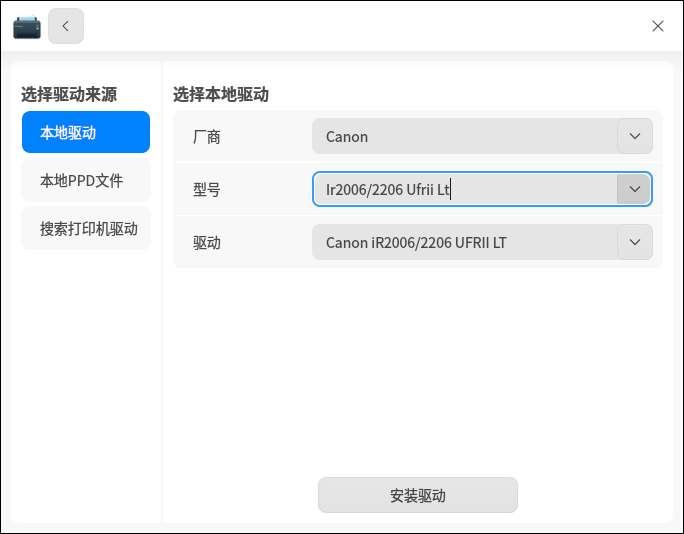 选择驱动来源
本地驱动
本地PPD文件
搜索打印机驱动
选择本地驱动
厂商 Canon
型号 Ir2006/2206 Ufrii Lt
驱动 Canon iR2006/2206 UFRII LT
安装驱动